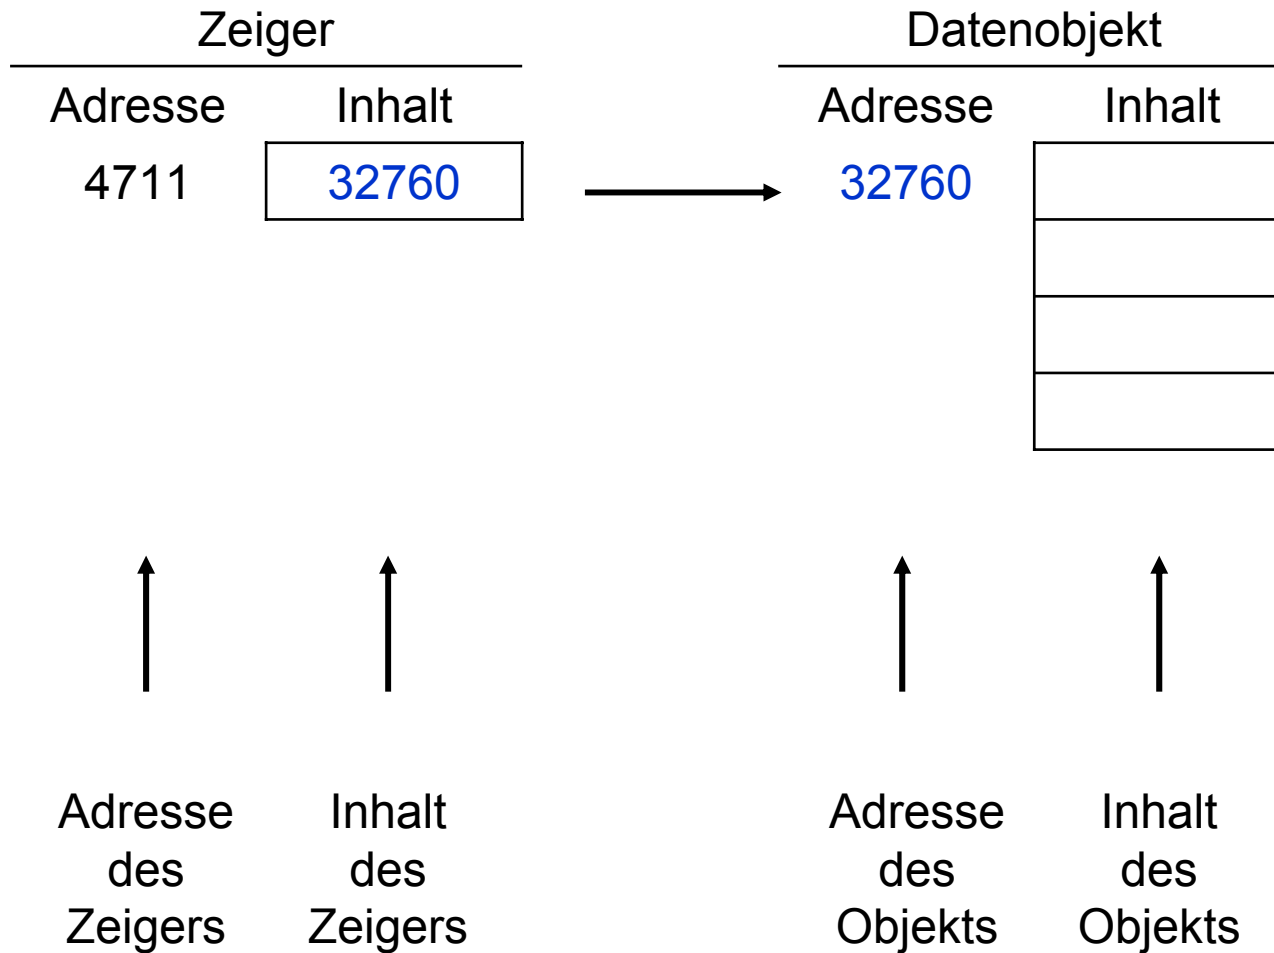 Zeiger
Datenobjekt
Adresse Inhalt
Adresse Inhalt
4711 32760
32760
Adresse
des
Zeigers
Inhalt
des
Zeigers
Adresse
des
Objekts
Inhalt
des
Objekts